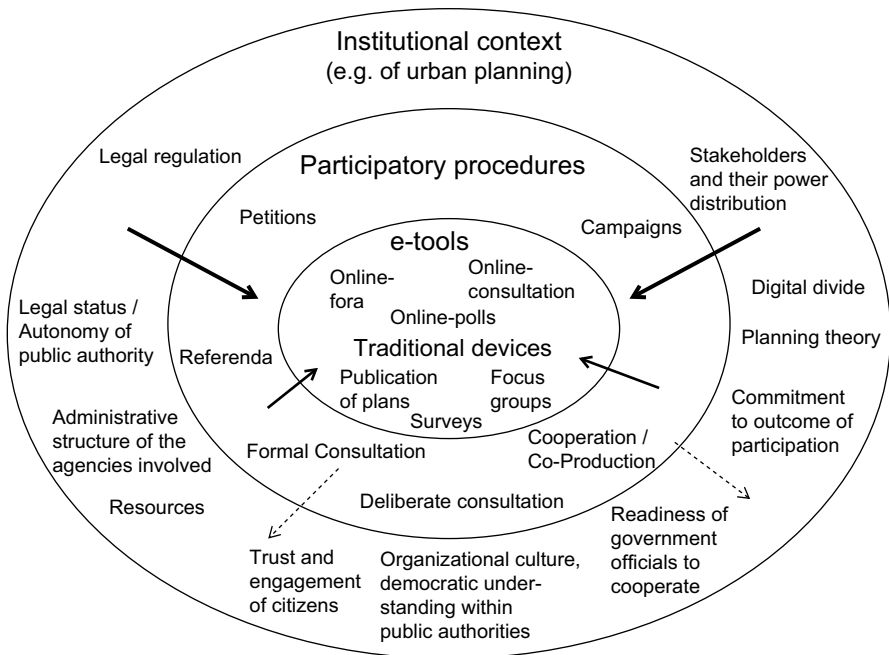 Institutional context
(e.g. of urban planning)
Legal regulation
Participatory procedures
Stakeholders
and their power
distribution
Petitions
Campaigns
e-tools
Online-
fora
Online-
consultation
Online-polls
Digital divide
Legal status /
Autonomy of
public authority
Referenda
Traditional devices
Planning theory
Publication
of plans
Focus
groups
Surveys
Commitment
to outcome of
participation
Administrative
structure of the
agencies involved
Formal Consultation
Cooperation /
Co-Production
Resources
Deliberate consultation
Readiness of
government
officials to
cooperate
Trust and
engagement
of citizens
Organizational culture,
democratic under-
standing within
public authorities